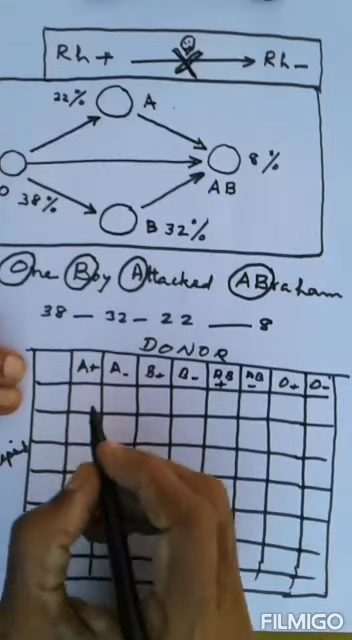 Rh+ Rh-
22% A
8%
AB
O 38%
B 32%
One Boy Attacked ABraham
38 - 32 - 22 - 8
DONOR
A+ A- B+ B- AB+ AB- O+ O-
FILMIGO